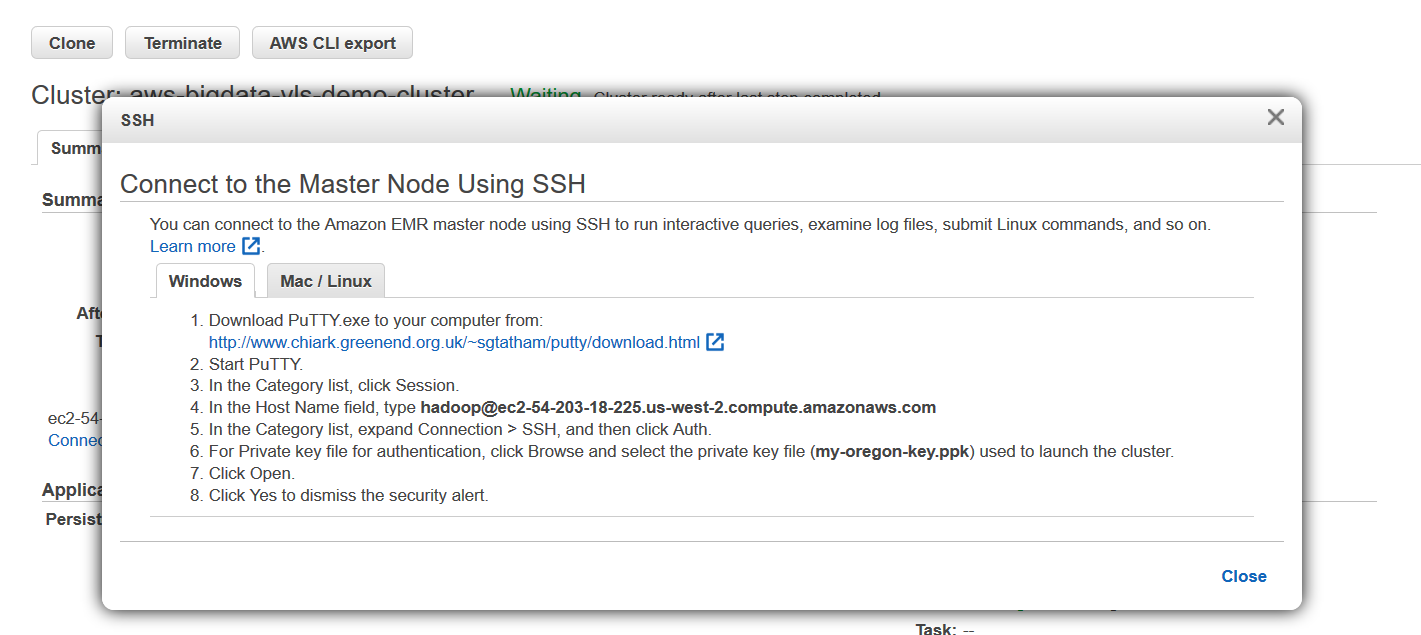 Clone Terminate AWS CLI export
Cluster: aws-bigdata-vls-demo-cluster Waiting Cluster ready after last step completed
SSH
Summ
Connect to the Master Node Using SSH
Summa
You can connect to the Amazon EMR master node using SSH to run interactive queries, examine log files, submit Linux commands, and so on.
Learn more .
Windows Mac / Linux
1. Download PuTTY.exe to your computer from:
http://www.chiark.greenend.org.uk/~sgtatham/putty/download.html
2. Start PuTTY.
3. In the Category list, click Session.
4. In the Host Name field, type hadoop@ec2-54-203-18-225.us-west-2.compute.amazonaws.com
5. In the Category list, expand Connection > SSH, and then click Auth.
6. For Private key file for authentication, click Browse and select the private key file (my-oregon-key.ppk) used to launch the cluster.
7. Click Open.
8. Click Yes to dismiss the security alert.
Afte
T
ec2-54-
Connec
Applica
Persist
Close
Task: --